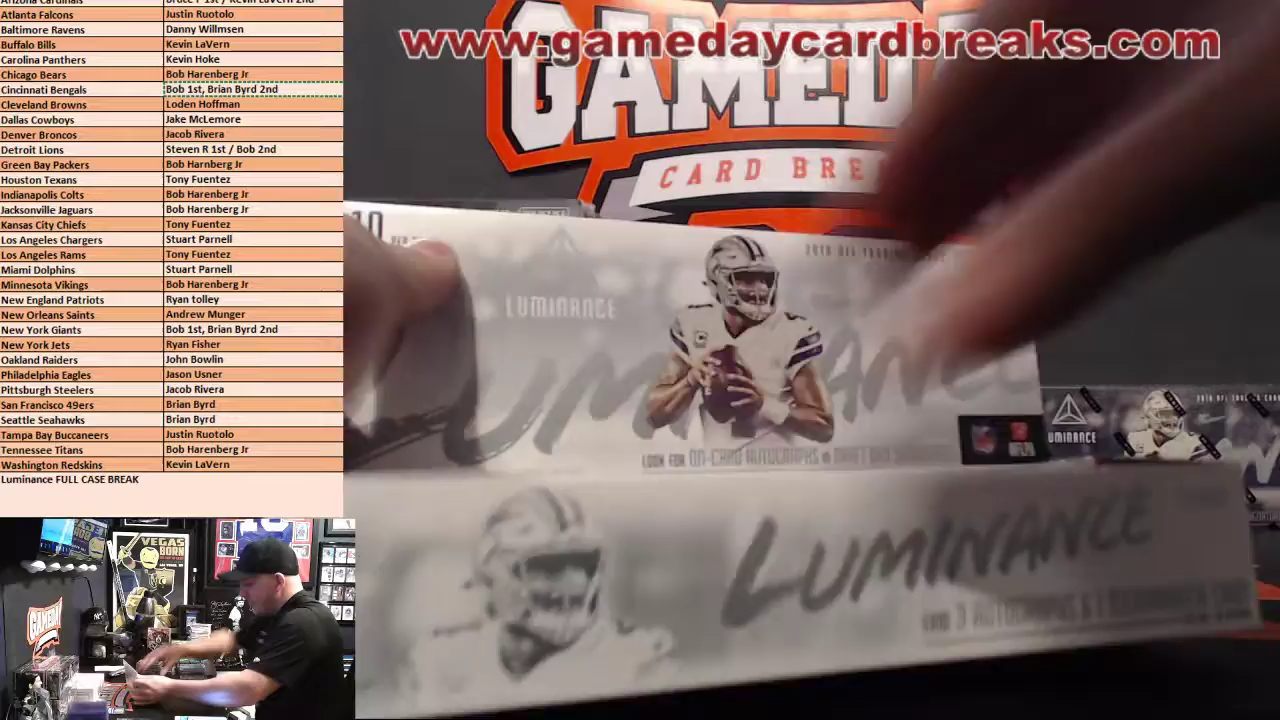 www.gamedaycardbreaks.com
Atlanta Falcons Justin Ruotolo
Baltimore Ravens Danny Willmsen
Buffalo Bills Kevin LaVern
Carolina Panthers Kevin Hoke
Chicago Bears Bob Harenberg Jr
Cincinnati Bengals Bob 1st, Brian Byrd 2nd
Cleveland Browns Loden Hoffman
Dallas Cowboys Jake McLemore
Denver Broncos Jacob Rivera
Detroit Lions Steven R 1st / Bob 2nd
Green Bay Packers Bob Harnberg Jr
Houston Texans Tony Fuentez
Indianapolis Colts Bob Harenberg Jr
Jacksonville Jaguars Bob Harenberg Jr
Kansas City Chiefs Tony Fuentez
Los Angeles Chargers Stuart Parnell
Los Angeles Rams Tony Fuentez
Miami Dolphins Stuart Parnell
Minnesota Vikings Bob Harenberg Jr
New England Patriots Ryan tolley
New Orleans Saints Andrew Munger
New York Giants Bob 1st, Brian Byrd 2nd
New York Jets Ryan Fisher
Oakland Raiders John Bowlin
Philadelphia Eagles Jason Usner
Pittsburgh Steelers Jacob Rivera
San Francisco 49ers Brian Byrd
Seattle Seahawks Brian Byrd
Tampa Bay Buccaneers Justin Ruotolo
Tennessee Titans Bob Harenberg Jr
Washington Redskins Kevin LaVern
Luminance FULL CASE BREAK
GAMED
CARD BRE
10
LUMINANCE
LOOK FOR ON-CARD AUTOGRAPHS
LUMINANCE
LUMINANCE
3 AUTOGRAPHS &
VEGAS
BORN
GAMED